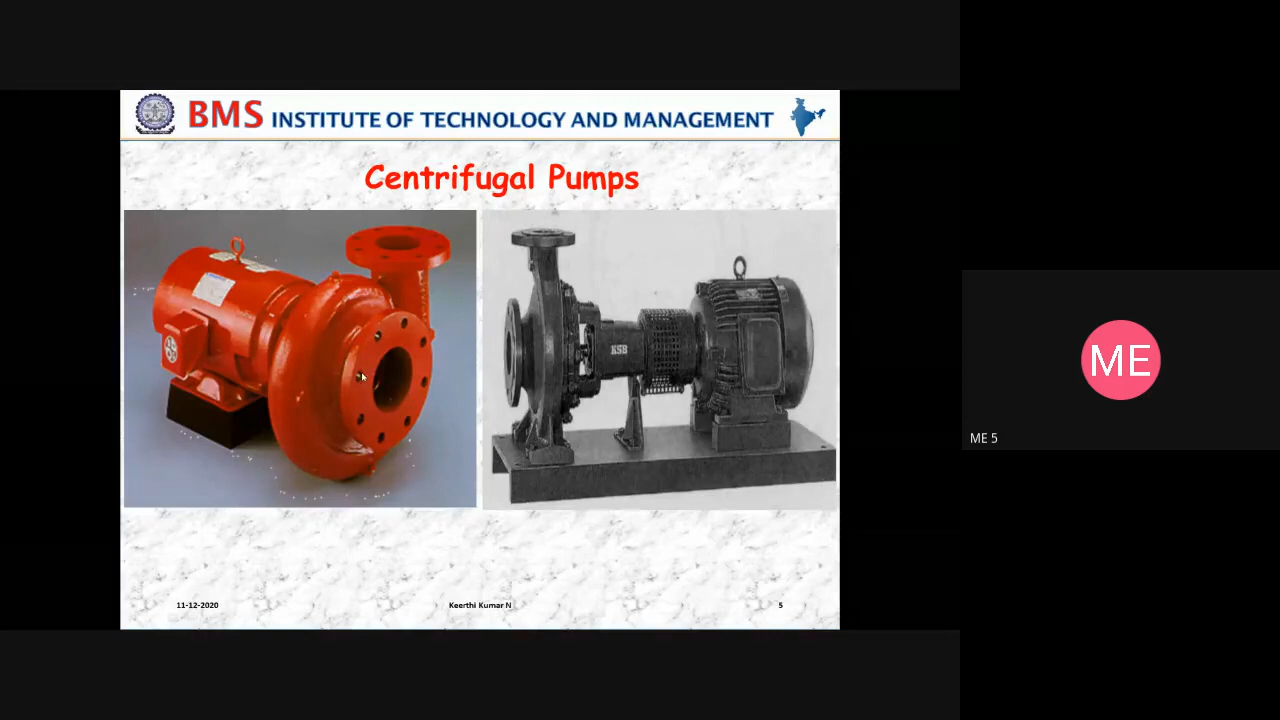 BMS INSTITUTE OF TECHNOLOGY AND MANAGEMENT
Centrifugal Pumps
KSB
11-12-2020
Keerthi Kumar N
5
ME
ME 5